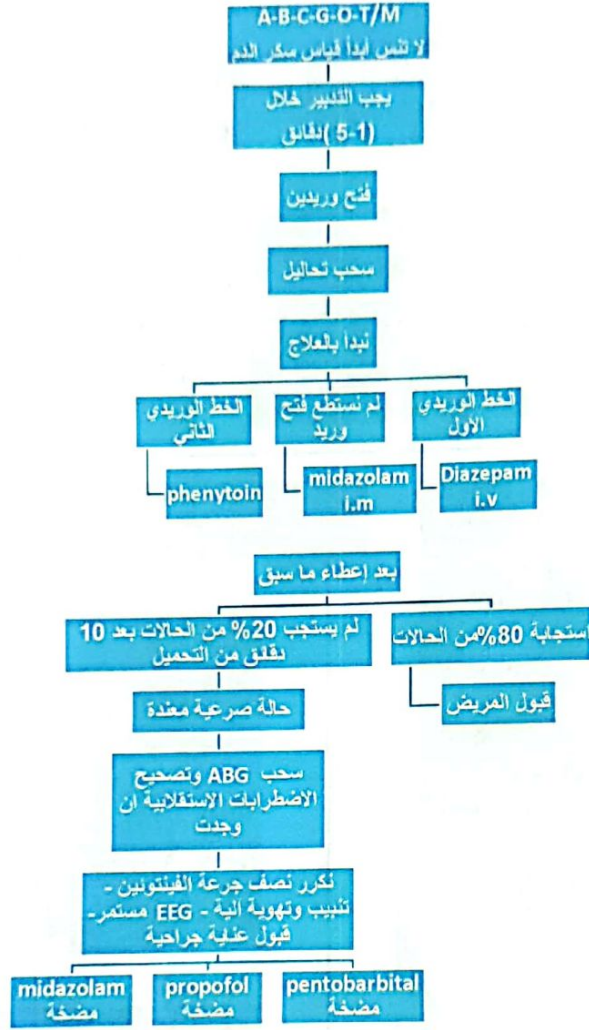 A-B-C-G-O-T/M
لا تنس أبداً قياس سكر الدم
يجب التدبير خلال
(1-5) دقائق
فتح وريدين
سحب تحاليل
نبدأ بالعلاج
الخط الوريدي
الأول
لم نستطع فتح
وريد
الخط الوريدي
الثاني
Diazepam
i.v
midazolam
i.m
phenytoin
بعد إعطاء ما سبق
استجابة 80% من الحالات
لم يستجب 20% من الحالات بعد 10
دقائق من التحميل
قبول المريض
حالة صرعية معندة
سحب ABG وتصحيح
الاضطرابات الاستقلابية ان
وجدت
نكرر نصف جرعة الفينتوئين -
تنبيب وتهوية آلية - EEG مستمر-
قبول عناية جراحية
pentobarbital
مضخة
propofol
مضخة
midazolam
مضخة